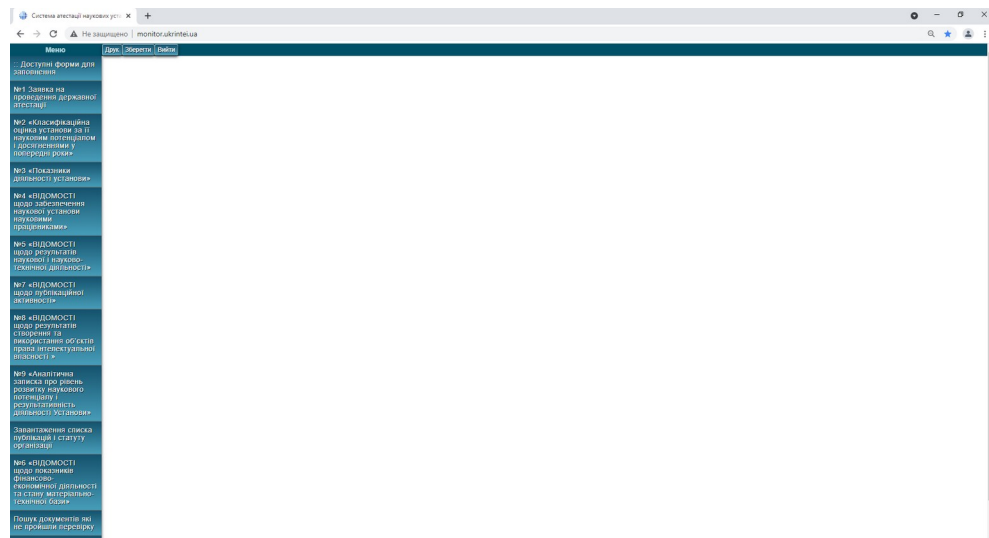 Система атестації наукових уст
Не защищено | monitor.ukrintei.ua
Меню
Друк Зберегти Вийти
:: Доступні форми для
заповнення
№1 Заявка на
проведення державної
атестації
№2 «Класифікаційна
оцінка установи за її
науковим потенціалом
і досягненнями у
попередні роки»
№3 «Показники
діяльності установи»
№4 «ВІДОМОСТІ
щодо забезпечення
наукової установи
науковими
працівниками»
№5 «ВІДОМОСТІ
щодо результатів
наукової і науково-
технічної діяльності»
№7 «ВІДОМОСТІ
щодо публікаційної
активності»
№8 «ВІДОМОСТІ
щодо результатів
створення та
використання об'єктів
права інтелектуальної
власності »
№9 «Аналітична
записка про рівень
розвитку наукового
потенціалу і
результативність
діяльності Установи»
Завантаження списка
публікацій і статуту
організації
№6 «ВІДОМОСТІ
щодо показників
фінансово-
економічної діяльності
та стану матеріально-
технічної бази»
Пошук документів які
не пройшли перевірку